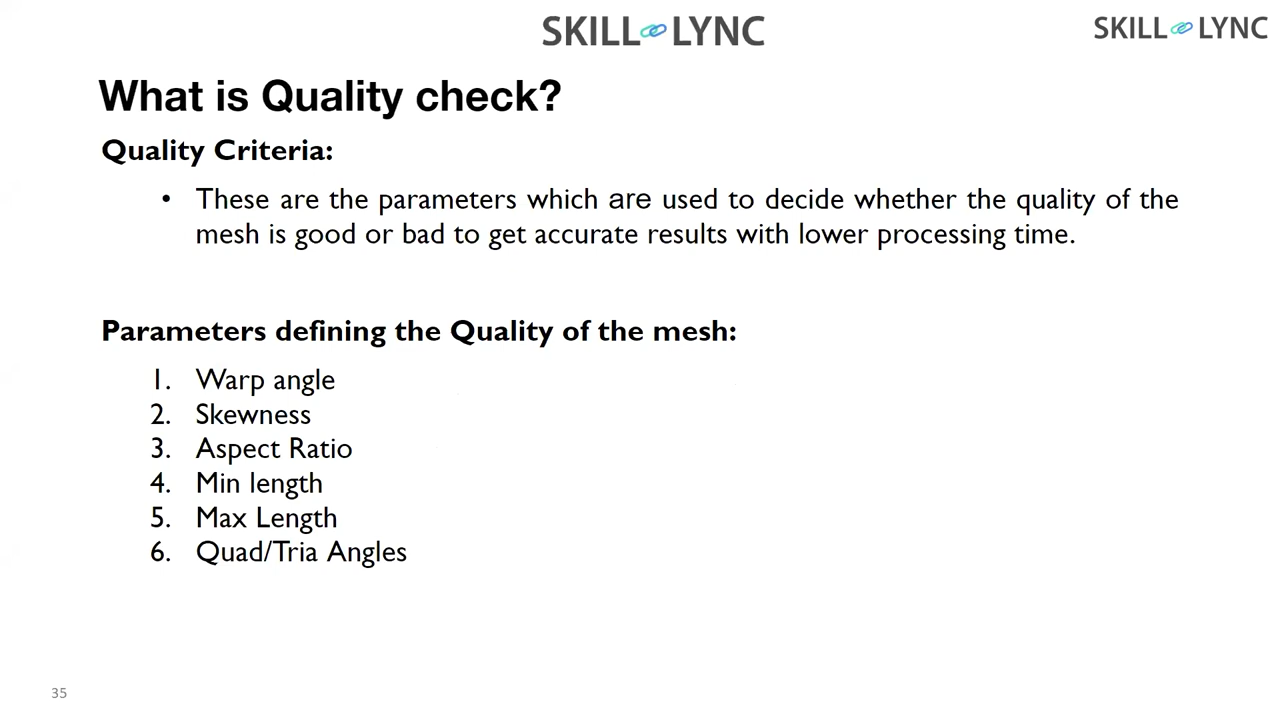 SKILL LYNC
SKILL LYNC
What is Quality check?
Quality Criteria:
• These are the parameters which are used to decide whether the quality of the
mesh is good or bad to get accurate results with lower processing time.
Parameters defining the Quality of the mesh:
1. Warp angle
2. Skewness
3. Aspect Ratio
4. Min length
5. Max Length
6. Quad/Tria Angles
35